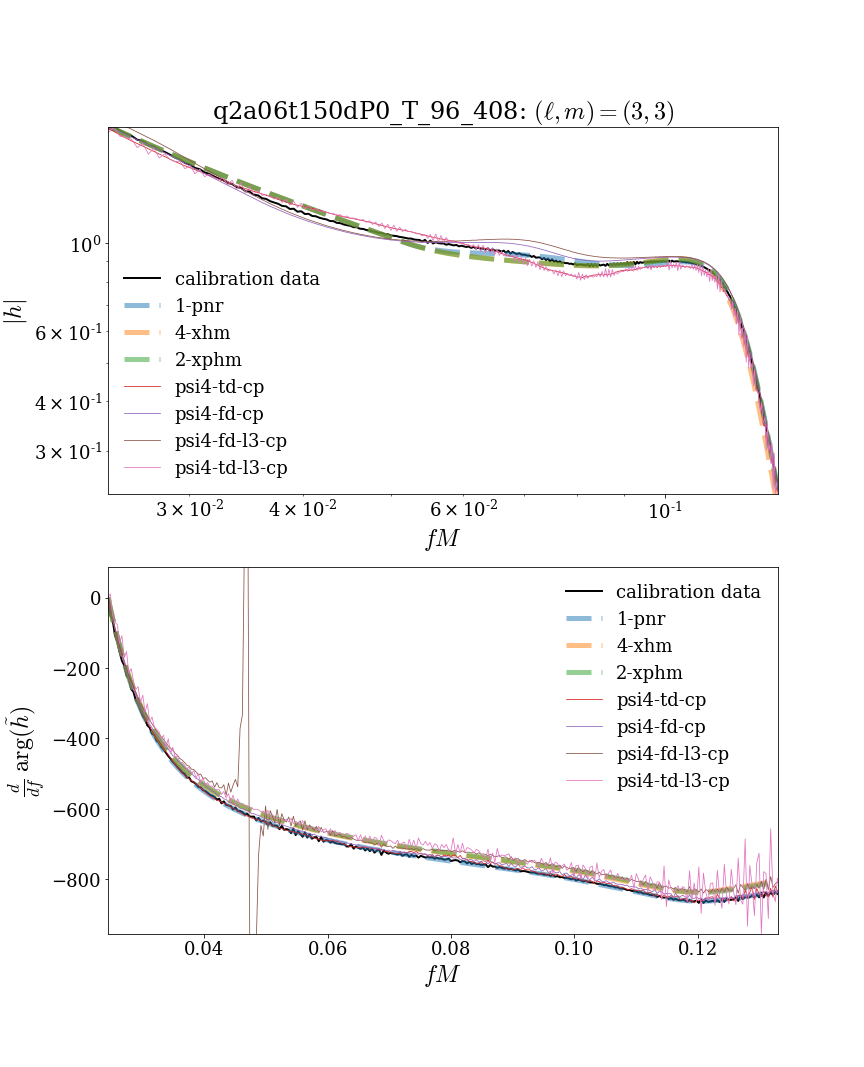 q2a06t150dP0_T_96_408: (ℓ, m) = (3, 3)
|h|
10⁰
6 × 10⁻¹
4 × 10⁻¹
3 × 10⁻¹
calibration data
1-pnr
4-xhm
2-xphm
psi4-td-cp
psi4-fd-cp
psi4-fd-l3-cp
psi4-td-l3-cp
3 × 10⁻² 4 × 10⁻² 6 × 10⁻² 10⁻¹
fM
d/df arg(h̃)
0
−200
−400
−600
−800
calibration data
1-pnr
4-xhm
2-xphm
psi4-td-cp
psi4-fd-cp
psi4-fd-l3-cp
psi4-td-l3-cp
0.04 0.06 0.08 0.10 0.12
fM